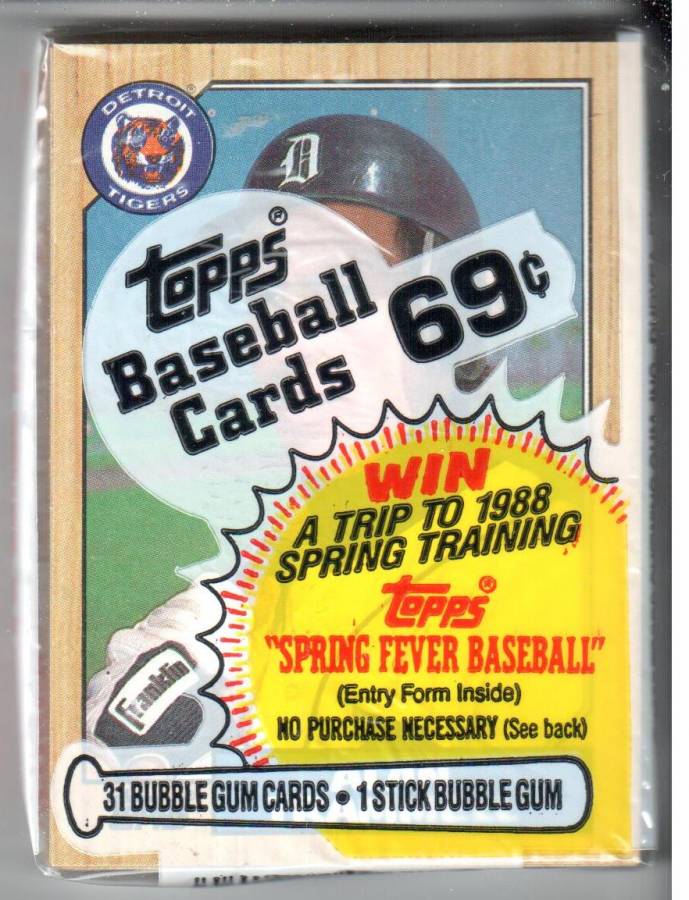 DETROIT
TIGERS
D
topps®
Baseball
Cards
69¢
WIN
A TRIP TO 1988
SPRING TRAINING
topps®
"SPRING FEVER BASEBALL"
(Entry Form Inside)
NO PURCHASE NECESSARY (See back)
Franklin
31 BUBBLE GUM CARDS • 1 STICK BUBBLE GUM